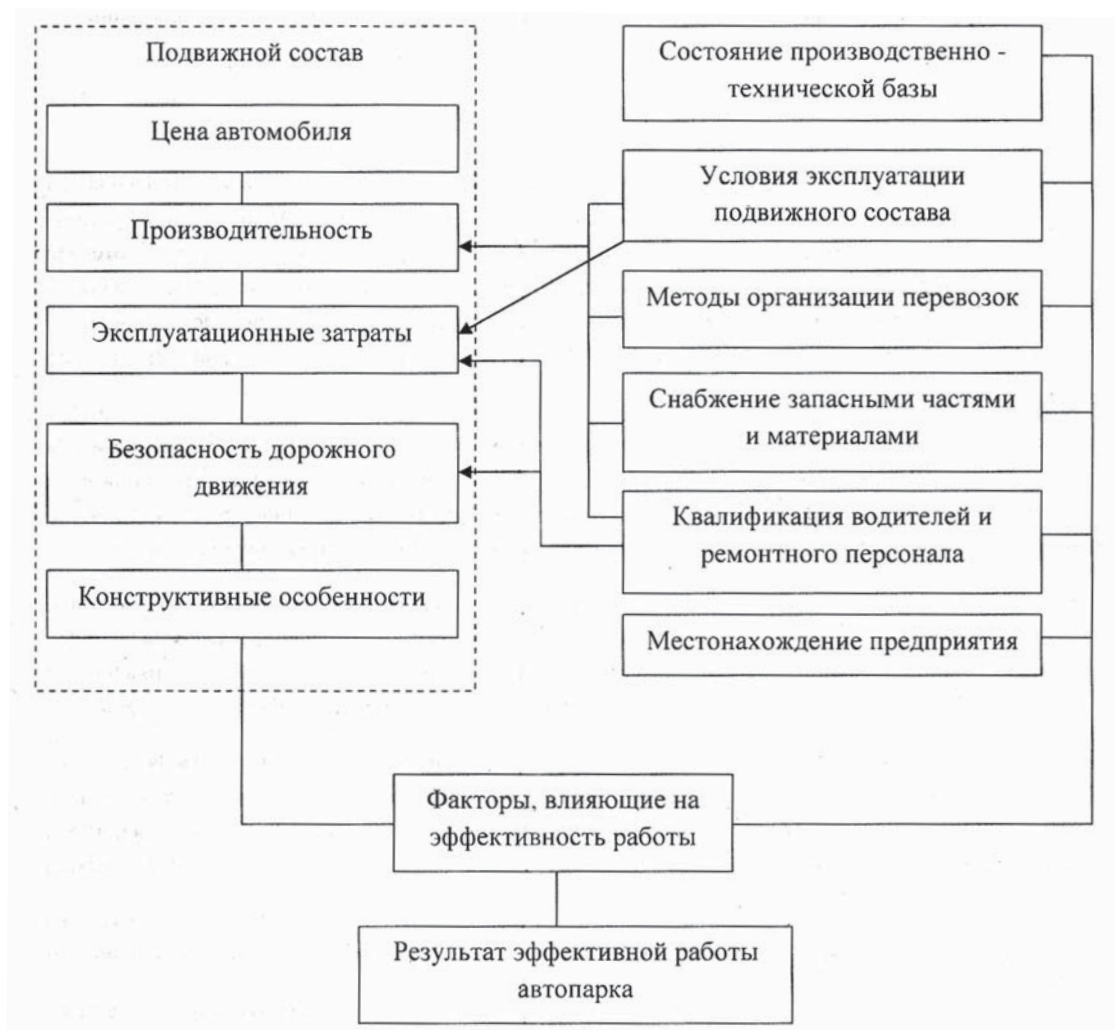 Подвижной состав
Цена автомобиля
Производительность
Эксплуатационные затраты
Безопасность дорожного
движения
Конструктивные особенности
Состояние производственно -
технической базы
Условия эксплуатации
подвижного состава
Методы организации перевозок
Снабжение запасными частями
и материалами
Квалификация водителей и
ремонтного персонала
Местонахождение предприятия
Факторы, влияющие на
эффективность работы
Результат эффективной работы
автопарка